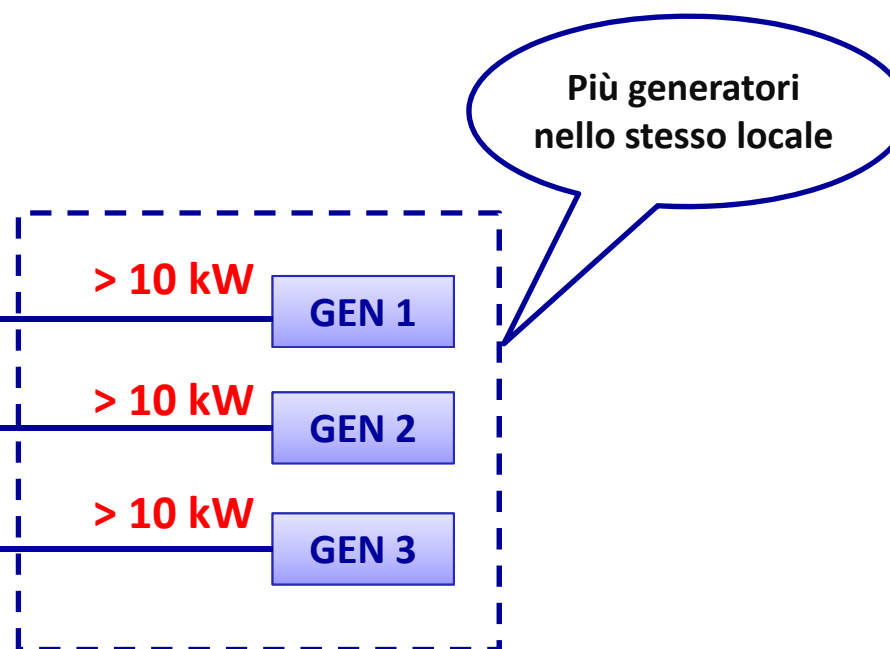 Più generatori
nello stesso locale
> 10 kW
GEN 1
> 10 kW
GEN 2
> 10 kW
GEN 3